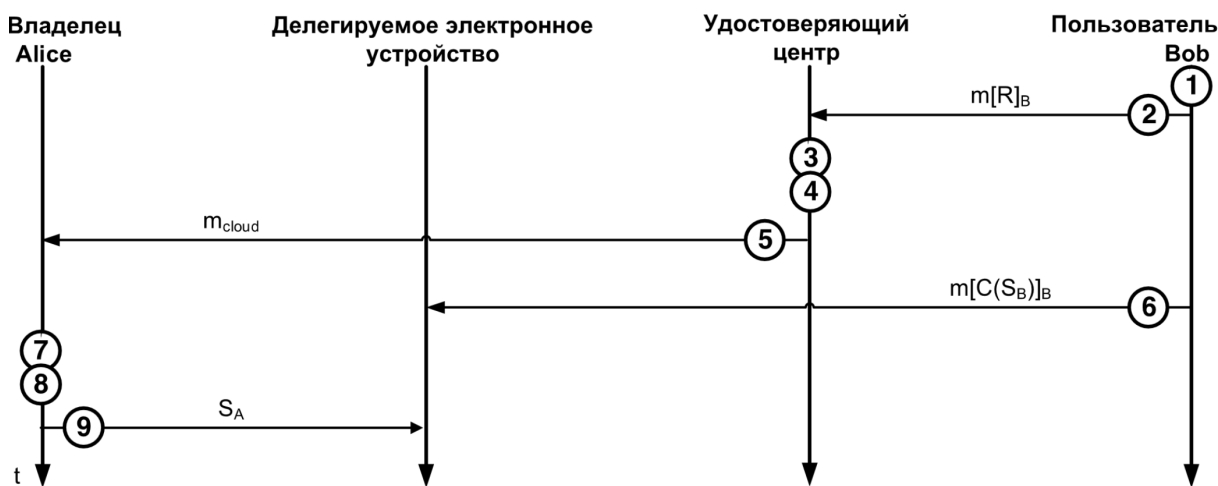 Владелец
Alice
Делегируемое электронное
устройство
Удостоверяющий
центр
Пользователь
Bob
1
m[R]B
2
3
4
mcloud
5
m[C(SB)]B
6
7
8
9
SA
t